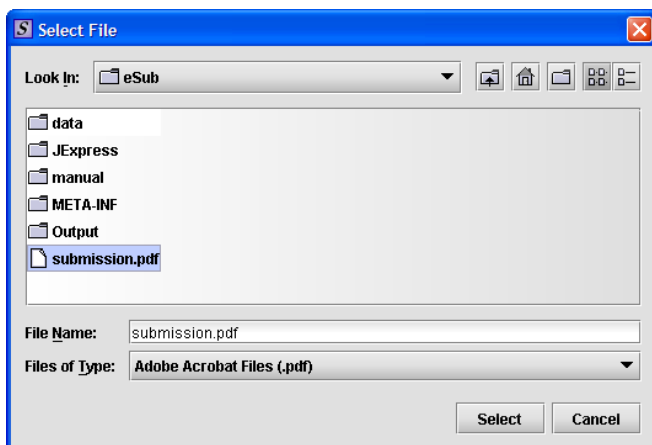 S Select File
Look In: eSub
data
JExpress
manual
META-INF
Output
submission.pdf
File Name: submission.pdf
Files of Type: Adobe Acrobat Files (.pdf)
Select Cancel